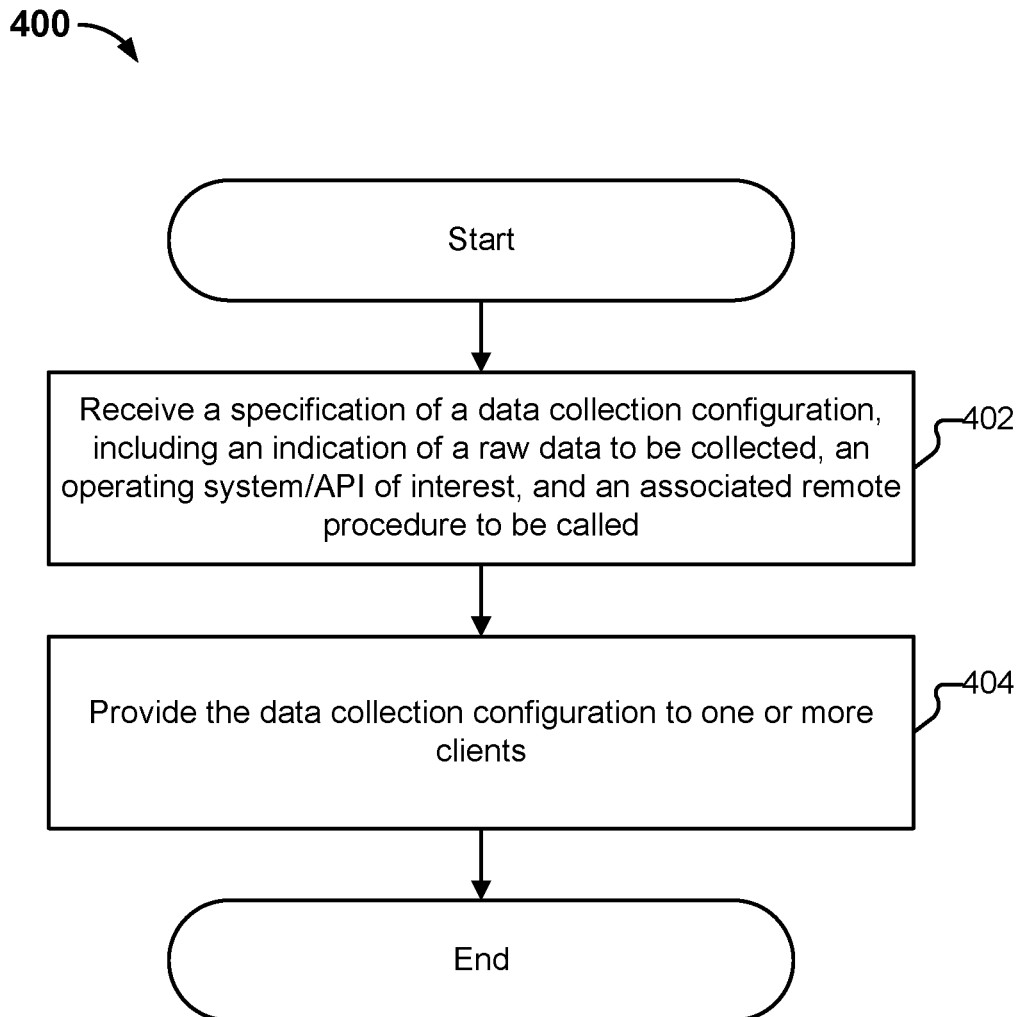 400
Start
Receive a specification of a data collection configuration,
including an indication of a raw data to be collected, an
operating system/API of interest, and an associated remote
procedure to be called
402
Provide the data collection configuration to one or more
clients
404
End